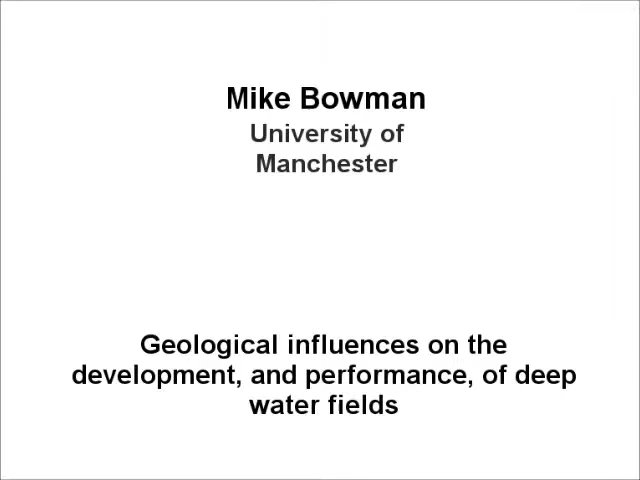 Mike Bowman
University of
Manchester
Geological influences on the
development, and performance, of deep
water fields